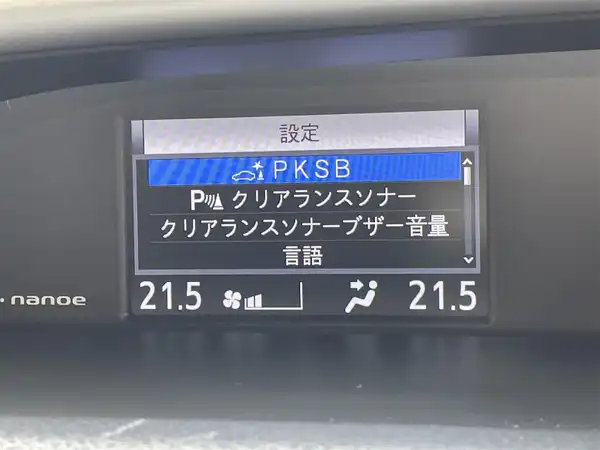 設定
PKSB
P クリアランスソナー
クリアランスソナーブザー音量
言語
21.5 21.5
nanoe